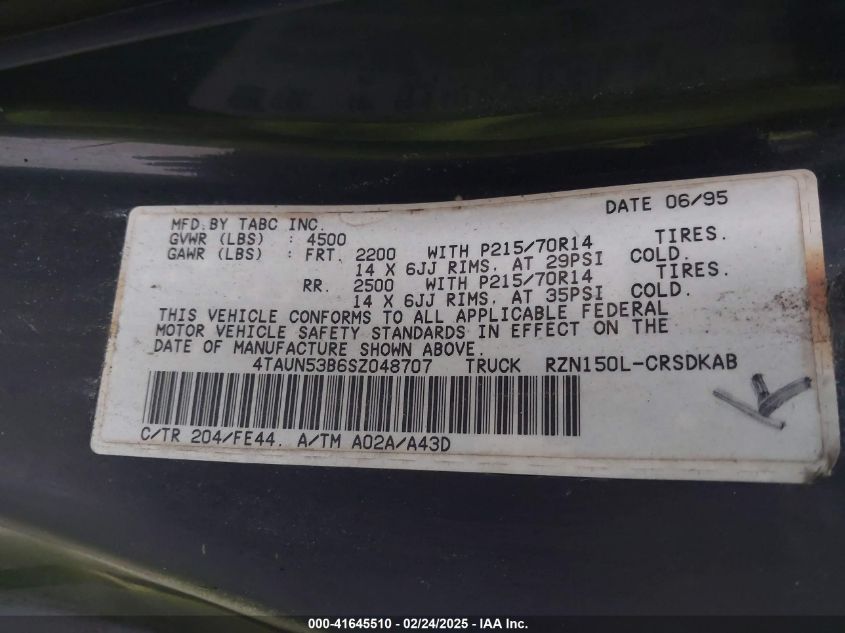 DATE 06/95
MFD.BY TABC INC.
GVWR (LBS) : 4500
GAWR (LBS) : FRT. 2200 WITH P215/70R14 TIRES.
14 X 6JJ RIMS. AT 29PSI COLD.
RR. 2500 WITH P215/70R14 TIRES.
14 X 6JJ RIMS. AT 35PSI COLD.
THIS VEHICLE CONFORMS TO ALL APPLICABLE FEDERAL
MOTOR VEHICLE SAFETY STANDARDS IN EFFECT ON THE
DATE OF MANUFACTURE SHOWN ABOVE.
4TAUN53B6SZ048707 TRUCK RZN150L-CRSDKAB
C/TR 204/FE44. A/TM A02A/A43D
000-41645510 - 02/24/2025 - IAA Inc.